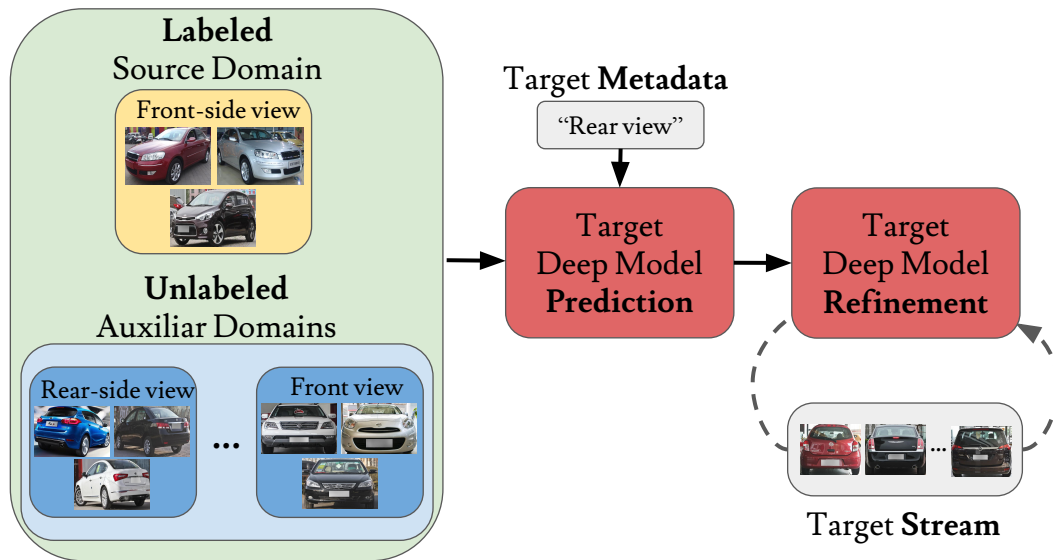 Labeled
Source Domain
Front-side view
Unlabeled
Auxiliar Domains
Rear-side view
...
Front view
Target Metadata
“Rear view”
Target
Deep Model
Prediction
Target
Deep Model
Refinement
...
Target Stream